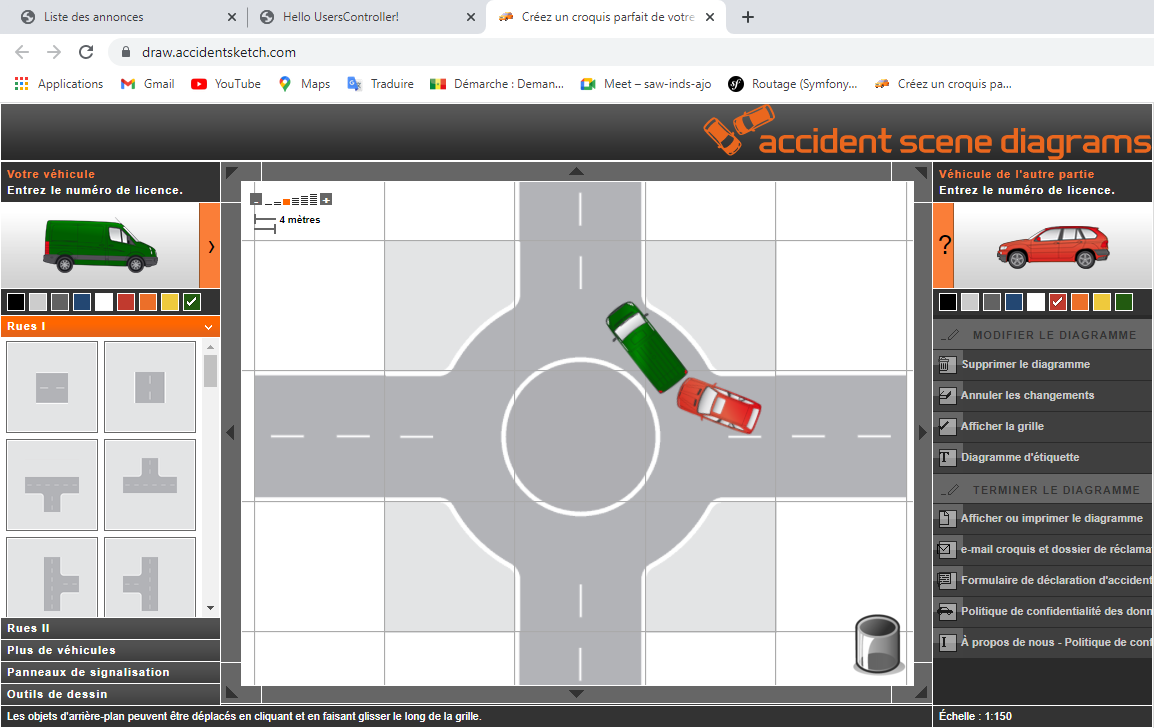 Liste des annonces
Hello UsersController!
Créez un croquis parfait de votre
draw.accidentsketch.com
Applications
Gmail
YouTube
Maps
Traduire
Démarche : Deman...
Meet – saw-inds-ajo
Routage (Symfony...
Créez un croquis pa...
accident scene diagrams
Votre véhicule
Entrez le numéro de licence.
4 mètres
Véhicule de l'autre partie
Entrez le numéro de licence.
?
Rues I
Rues II
Plus de véhicules
Panneaux de signalisation
Outils de dessin
MODIFIER LE DIAGRAMME
Supprimer le diagramme
Annuler les changements
Afficher la grille
T Diagramme d'étiquette
TERMINER LE DIAGRAMME
Afficher ou imprimer le diagramme
e-mail croquis et dossier de réclama
Formulaire de déclaration d'accident
Politique de confidentialité des donn
À propos de nous - Politique de conf
Les objets d'arrière-plan peuvent être déplacés en cliquant et en faisant glisser le long de la grille.
Échelle : 1:150